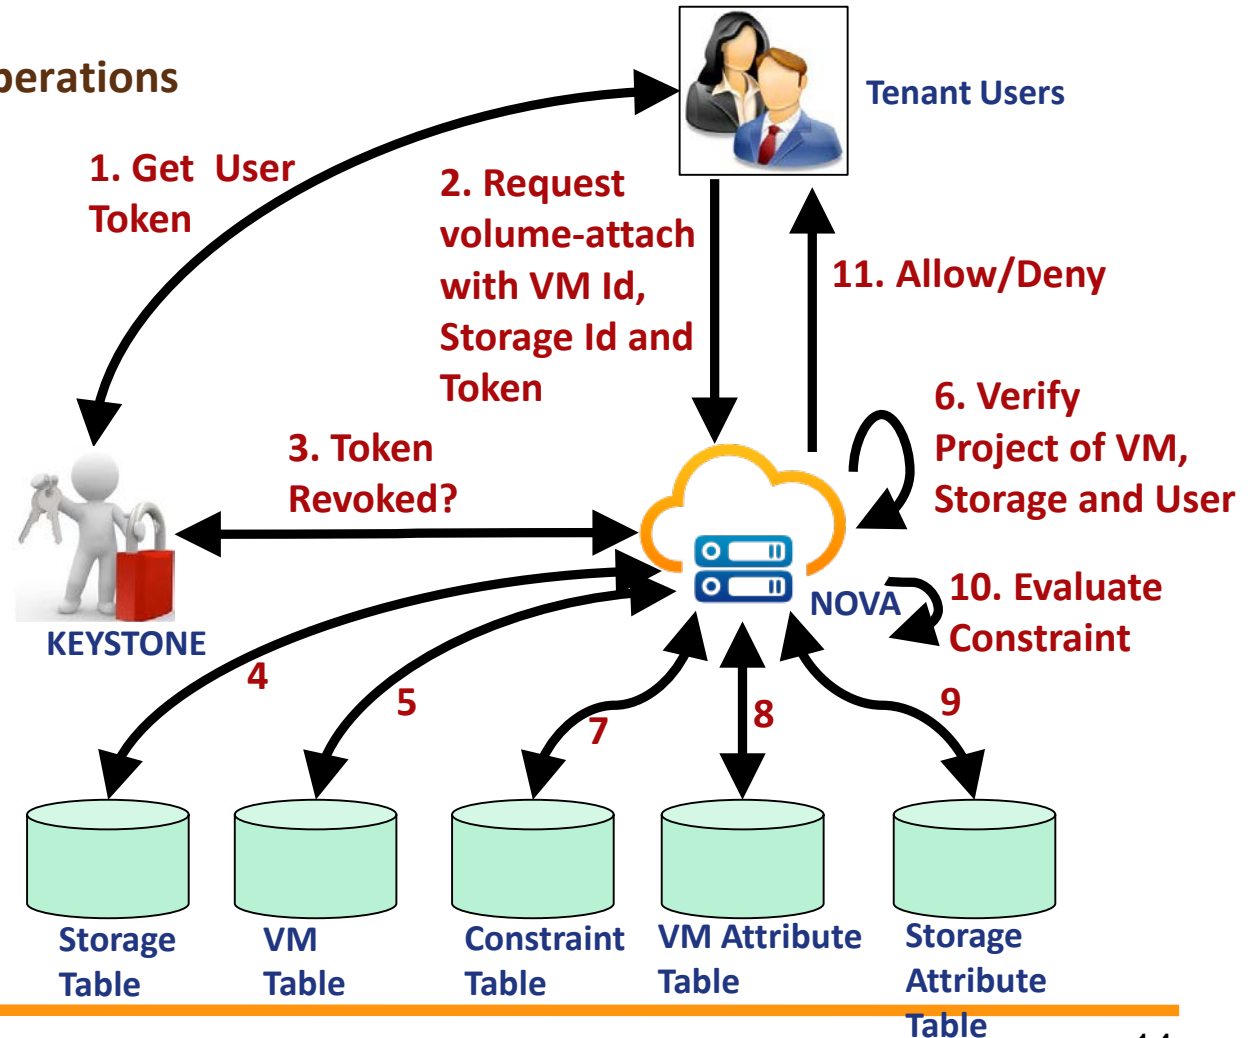 perations
Tenant Users
1. Get User
Token
2. Request
volume-attach
with VM Id,
Storage Id and
Token
11. Allow/Deny
6. Verify
Project of VM,
Storage and User
3. Token
Revoked?
10. Evaluate
Constraint
NOVA
KEYSTONE
4
5
7
8
9
Storage
Table
VM
Table
Constraint
Table
VM Attribute
Table
Storage
Attribute
Table